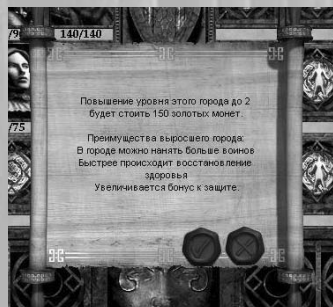 140/140
/75
Повышение уровня этого города до 2
будет стоить 150 золотых монет.
Преимущества выросшего города:
В городе можно нанять больше воинов
Быстрее происходит восстановление
здоровья
Увеличивается бонус к защите.